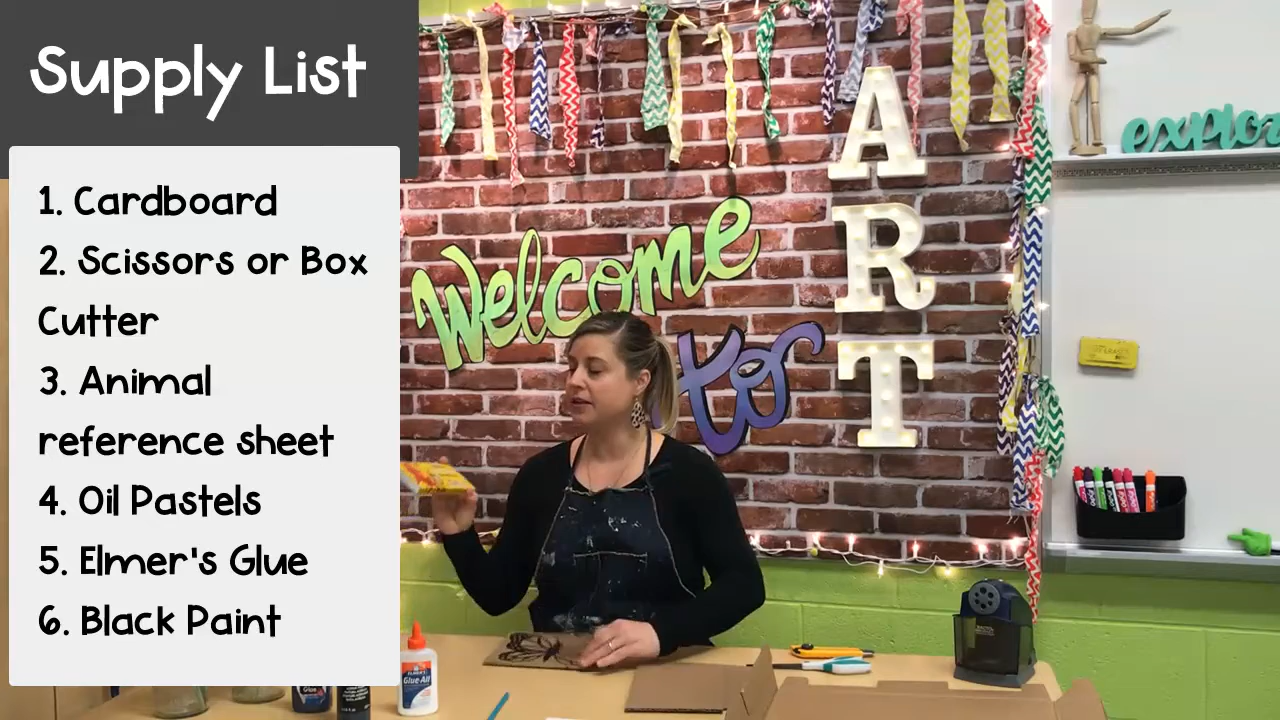 Supply List
1. Cardboard
2. Scissors or Box
Cutter
3. Animal
reference sheet
4. Oil Pastels
5. Elmer's Glue
6. Black Paint
Welcome
to
A
R
T
explor
ELMER'S
Glue-All